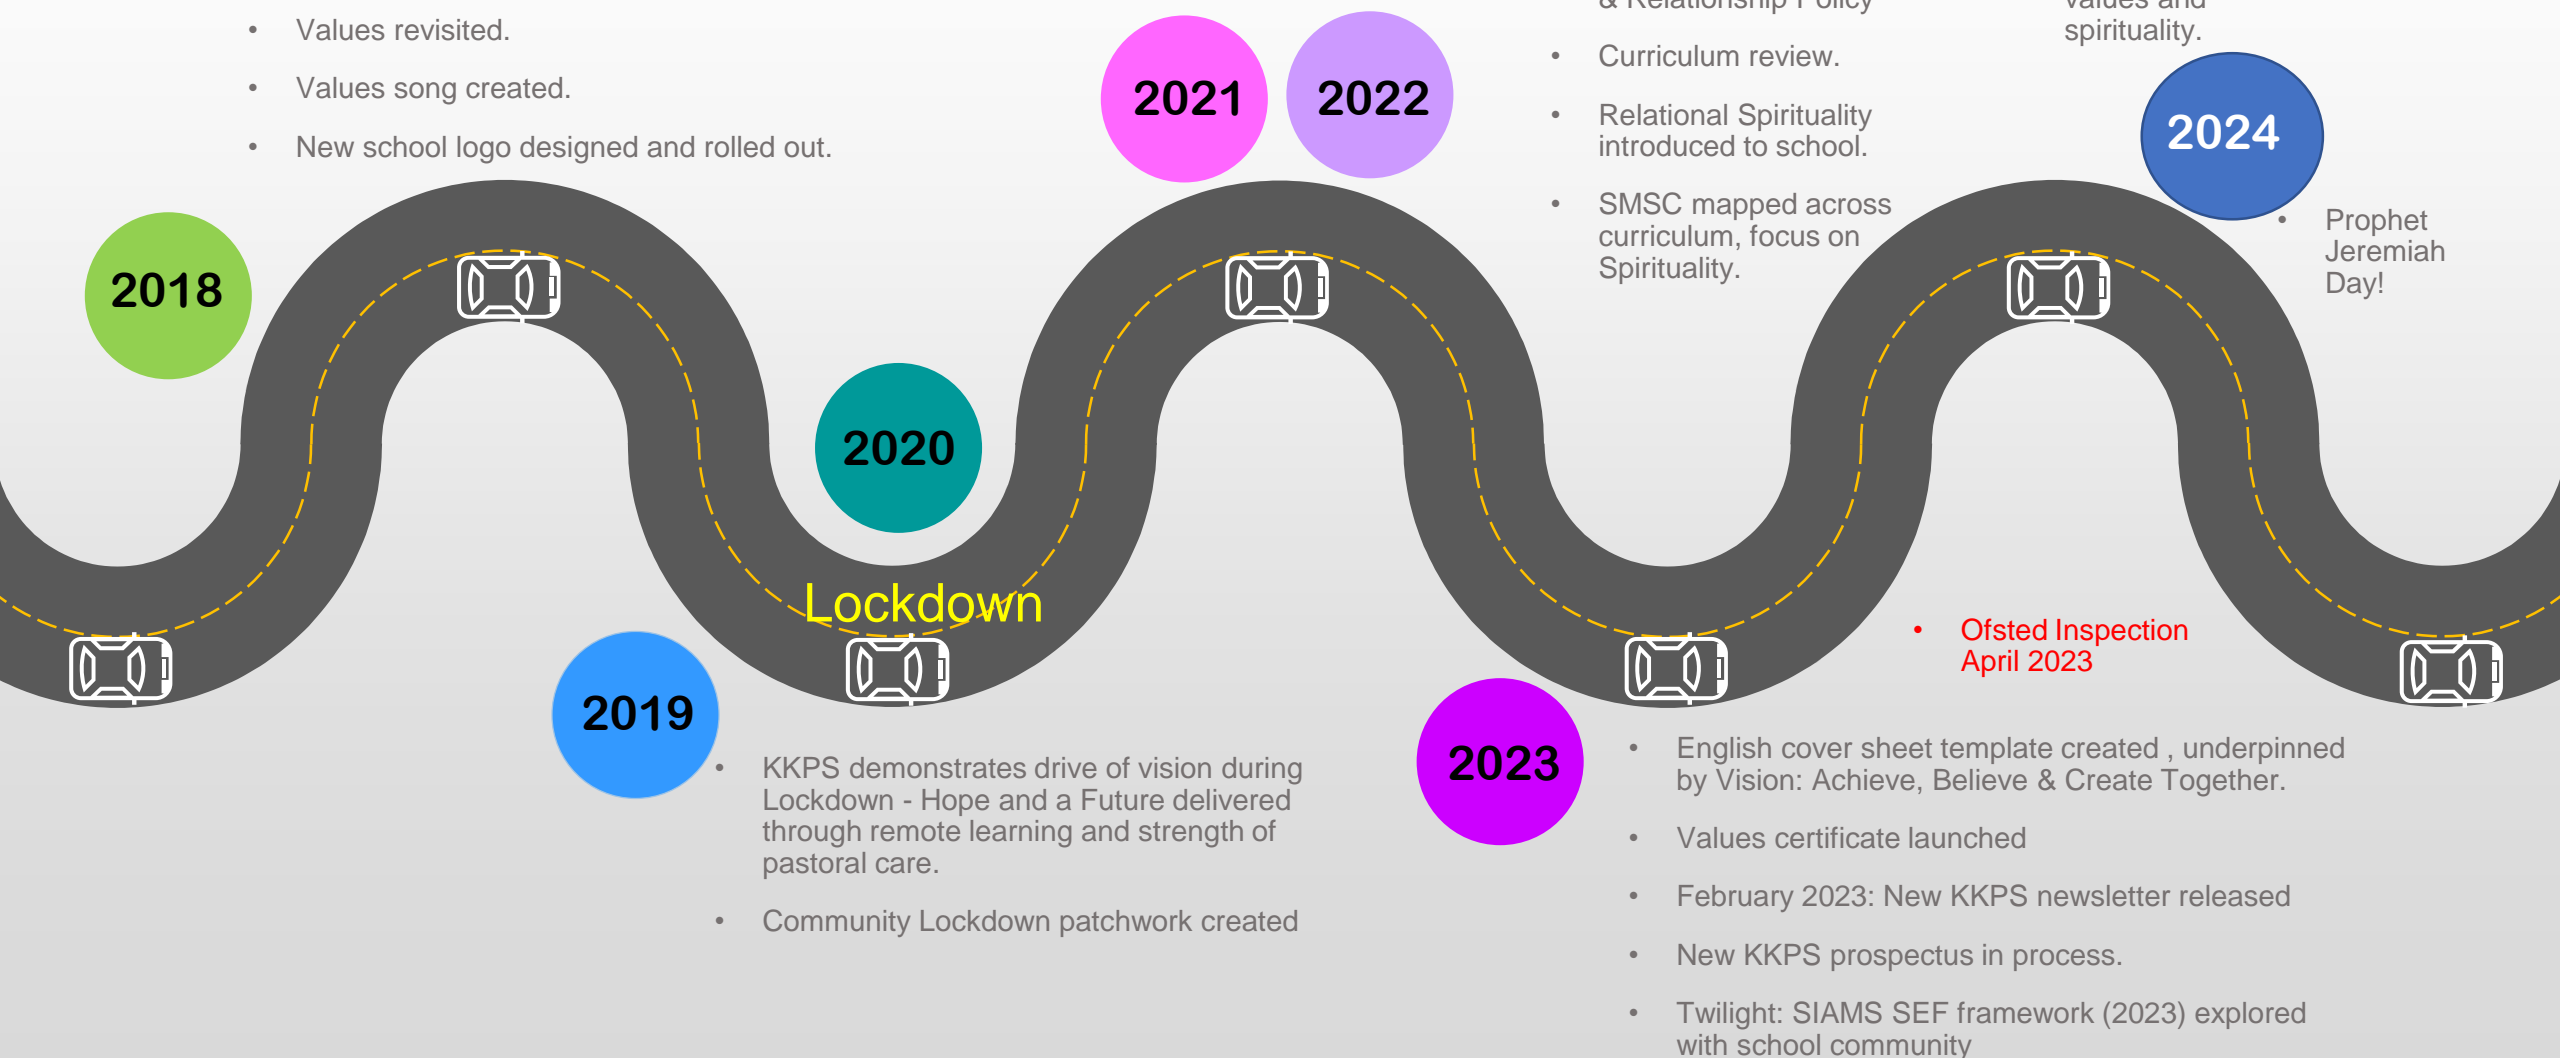 • Values revisited.
• Values song created.
• New school logo designed and rolled out.
2018
2019
2020
Lockdown
• KKPS demonstrates drive of vision during
Lockdown - Hope and a Future delivered
through remote learning and strength of
pastoral care.
• Community Lockdown patchwork created
2021
2022
& Relationship Policy
• Curriculum review.
• Relational Spirituality
introduced to school.
• SMSC mapped across
curriculum, focus on
Spirituality.
2023
• Ofsted Inspection
April 2023
• English cover sheet template created , underpinned
by Vision: Achieve, Believe & Create Together.
• Values certificate launched
• February 2023: New KKPS newsletter released
• New KKPS prospectus in process.
• Twilight: SIAMS SEF framework (2023) explored
with school community
values and
spirituality.
2024
• Prophet
Jeremiah
Day!